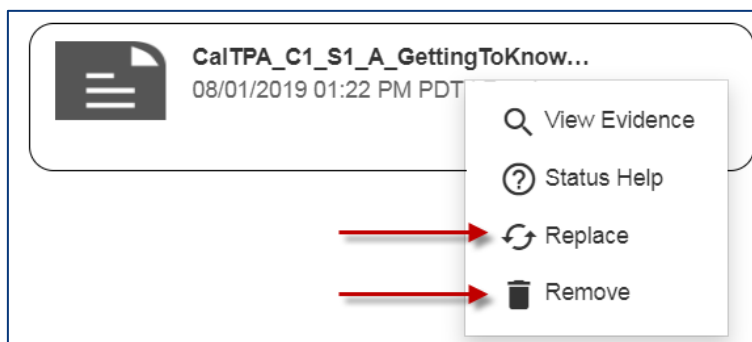 CalTPA_C1_S1_A_GettingToKnow...
08/01/2019 01:22 PM PDT
View Evidence
Status Help
Replace
Remove